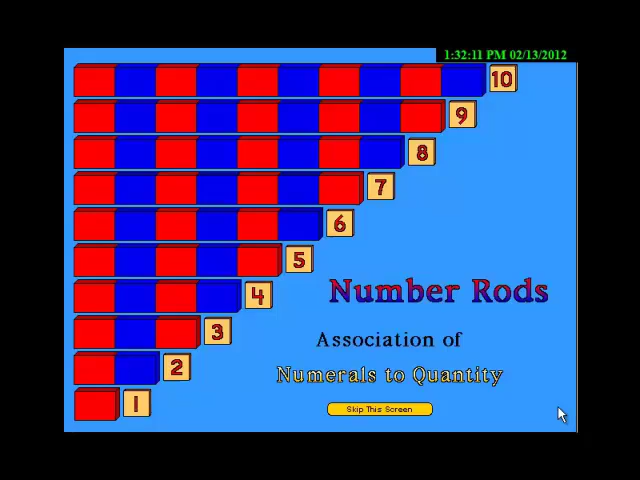 1:32:11 PM 02/13/2012
10
9
8
7
6
5
4
Number Rods
3
Association of
2
Numerals to Quantity
1
Skip This Screen